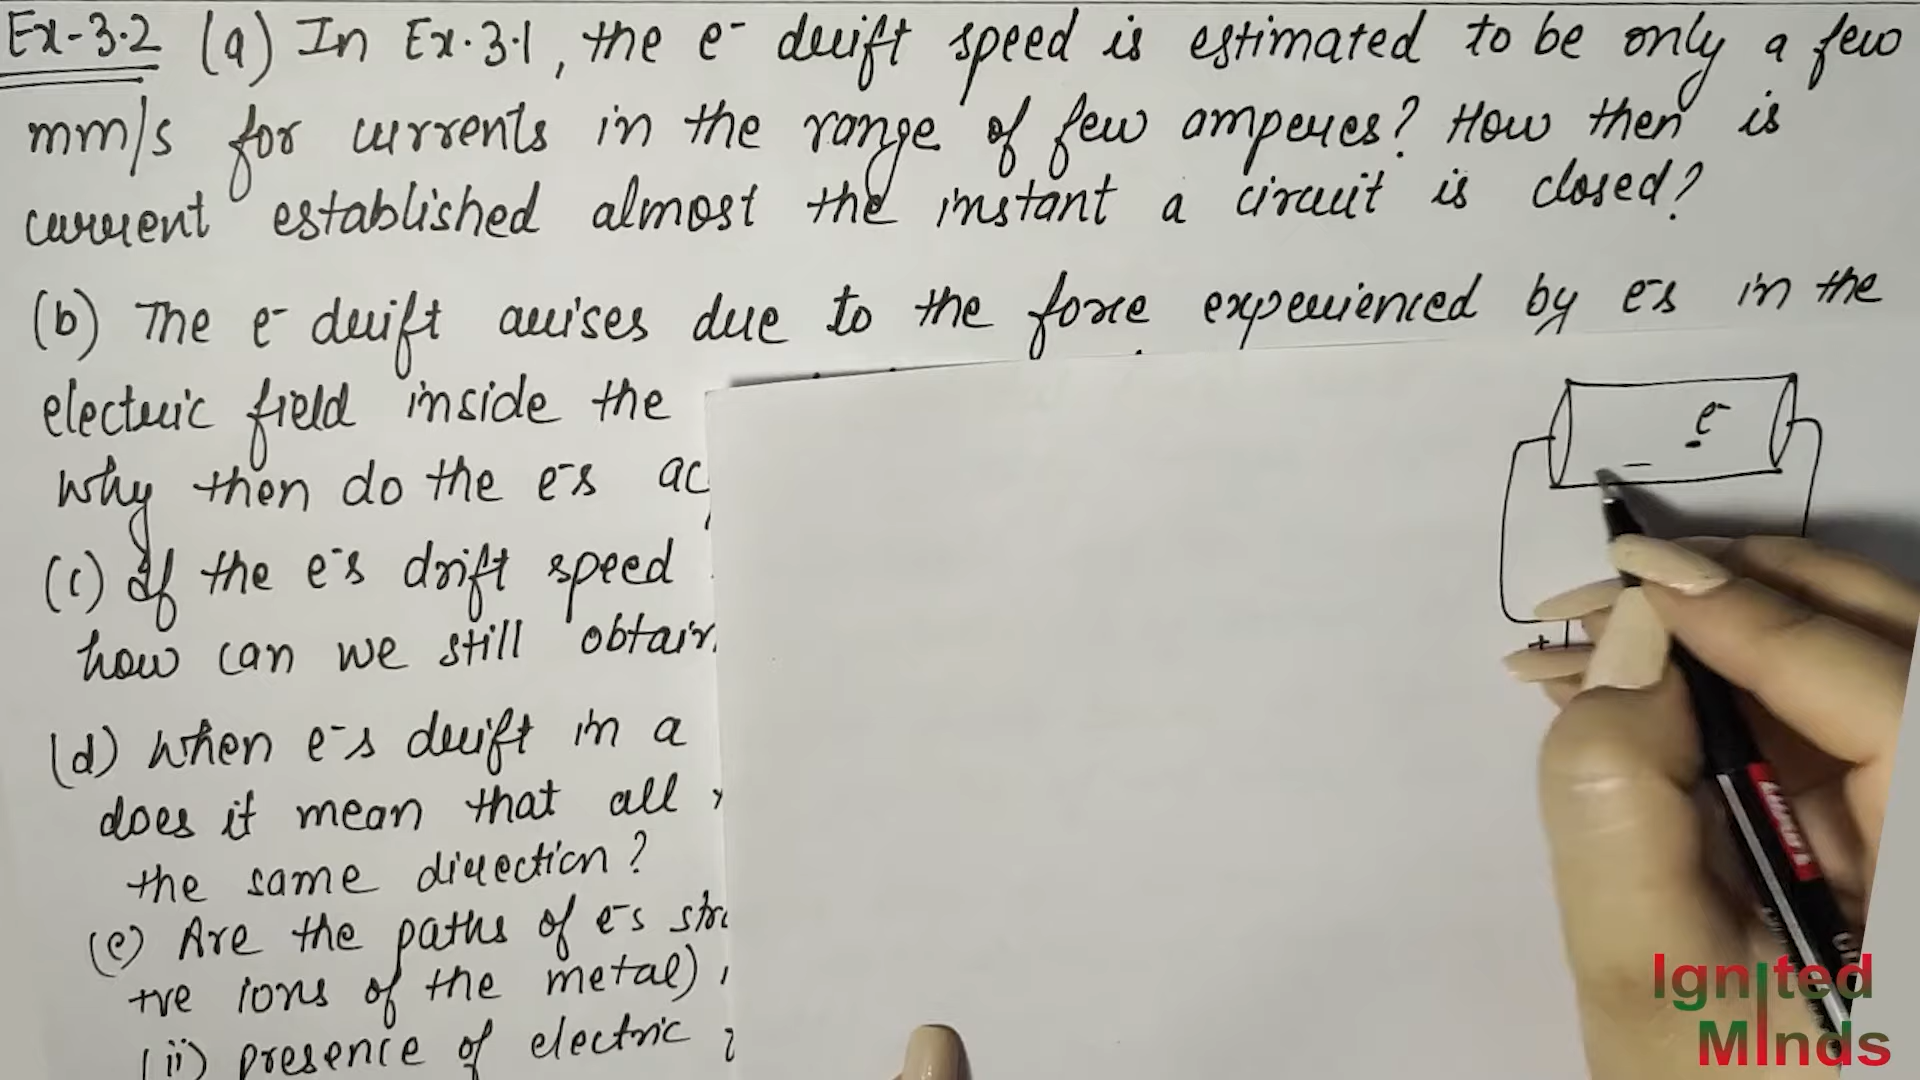 Ex-3.2 (a) In Ex.3.1, the e⁻ drift speed is estimated to be only a few
mm/s for currents in the range of few amperes? How then is
current established almost the instant a circuit is closed?
(b) The e⁻ drift arises due to the force experienced by e⁻s in the
electric field inside the
why then do the e⁻s ac
(c) If the e⁻'s drift speed
how can we still obtain
(d) when e⁻s drift in a
does it mean that all
the same direction?
(e) Are the paths of e⁻s str
+ve ions of the metal)
(ii) presence of electric
e⁻
+
Ignited
Minds